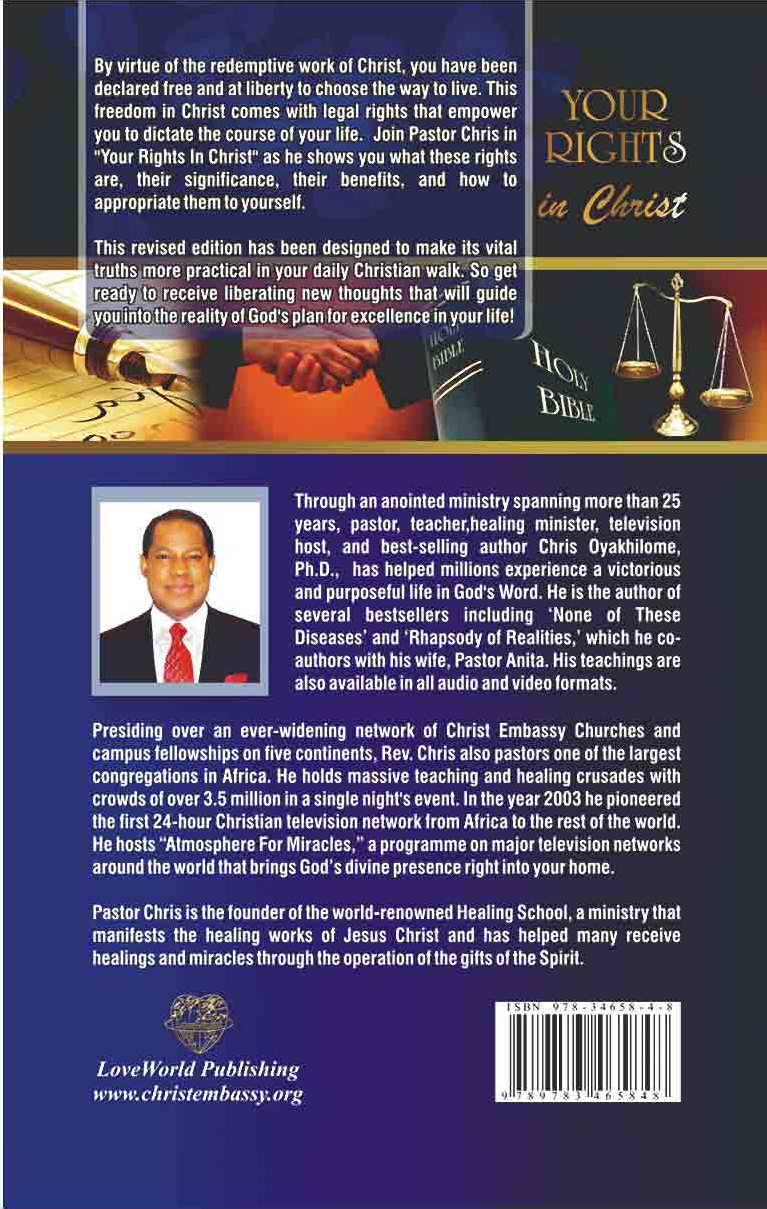 By virtue of the redemptive work of Christ, you have been
declared free and at liberty to choose the way to live. This
freedom in Christ comes with legal rights that empower
you to dictate the course of your life. Join Pastor Chris in
"Your Rights In Christ" as he shows you what these rights
are, their significance, their benefits, and how to
appropriate them to yourself.
This revised edition has been designed to make its vital
truths more practical in your daily Christian walk. So get
ready to receive liberating new thoughts that will guide
you into the reality of God's plan for excellence in your life!
YOUR
RIGHTS
in Christ
HOLY
BIBLE
HOLY
BIBLE
Through an anointed ministry spanning more than 25
years, pastor, teacher,healing minister, television
host, and best-selling author Chris Oyakhilome,
Ph.D., has helped millions experience a victorious
and purposeful life in God's Word. He is the author of
several bestsellers including ‘None of These
Diseases’ and ‘Rhapsody of Realities,’ which he co-
authors with his wife, Pastor Anita. His teachings are
also available in all audio and video formats.
Presiding over an ever-widening network of Christ Embassy Churches and
campus fellowships on five continents, Rev. Chris also pastors one of the largest
congregations in Africa. He holds massive teaching and healing crusades with
crowds of over 3.5 million in a single night's event. In the year 2003 he pioneered
the first 24-hour Christian television network from Africa to the rest of the world.
He hosts “Atmosphere For Miracles,” a programme on major television networks
around the world that brings God’s divine presence right into your home.
Pastor Chris is the founder of the world-renowned Healing School, a ministry that
manifests the healing works of Jesus Christ and has helped many receive
healings and miracles through the operation of the gifts of the Spirit.
LoveWorld Publishing
www.christembassy.org
ISBN 978-34658-4-8
9 789783 465848